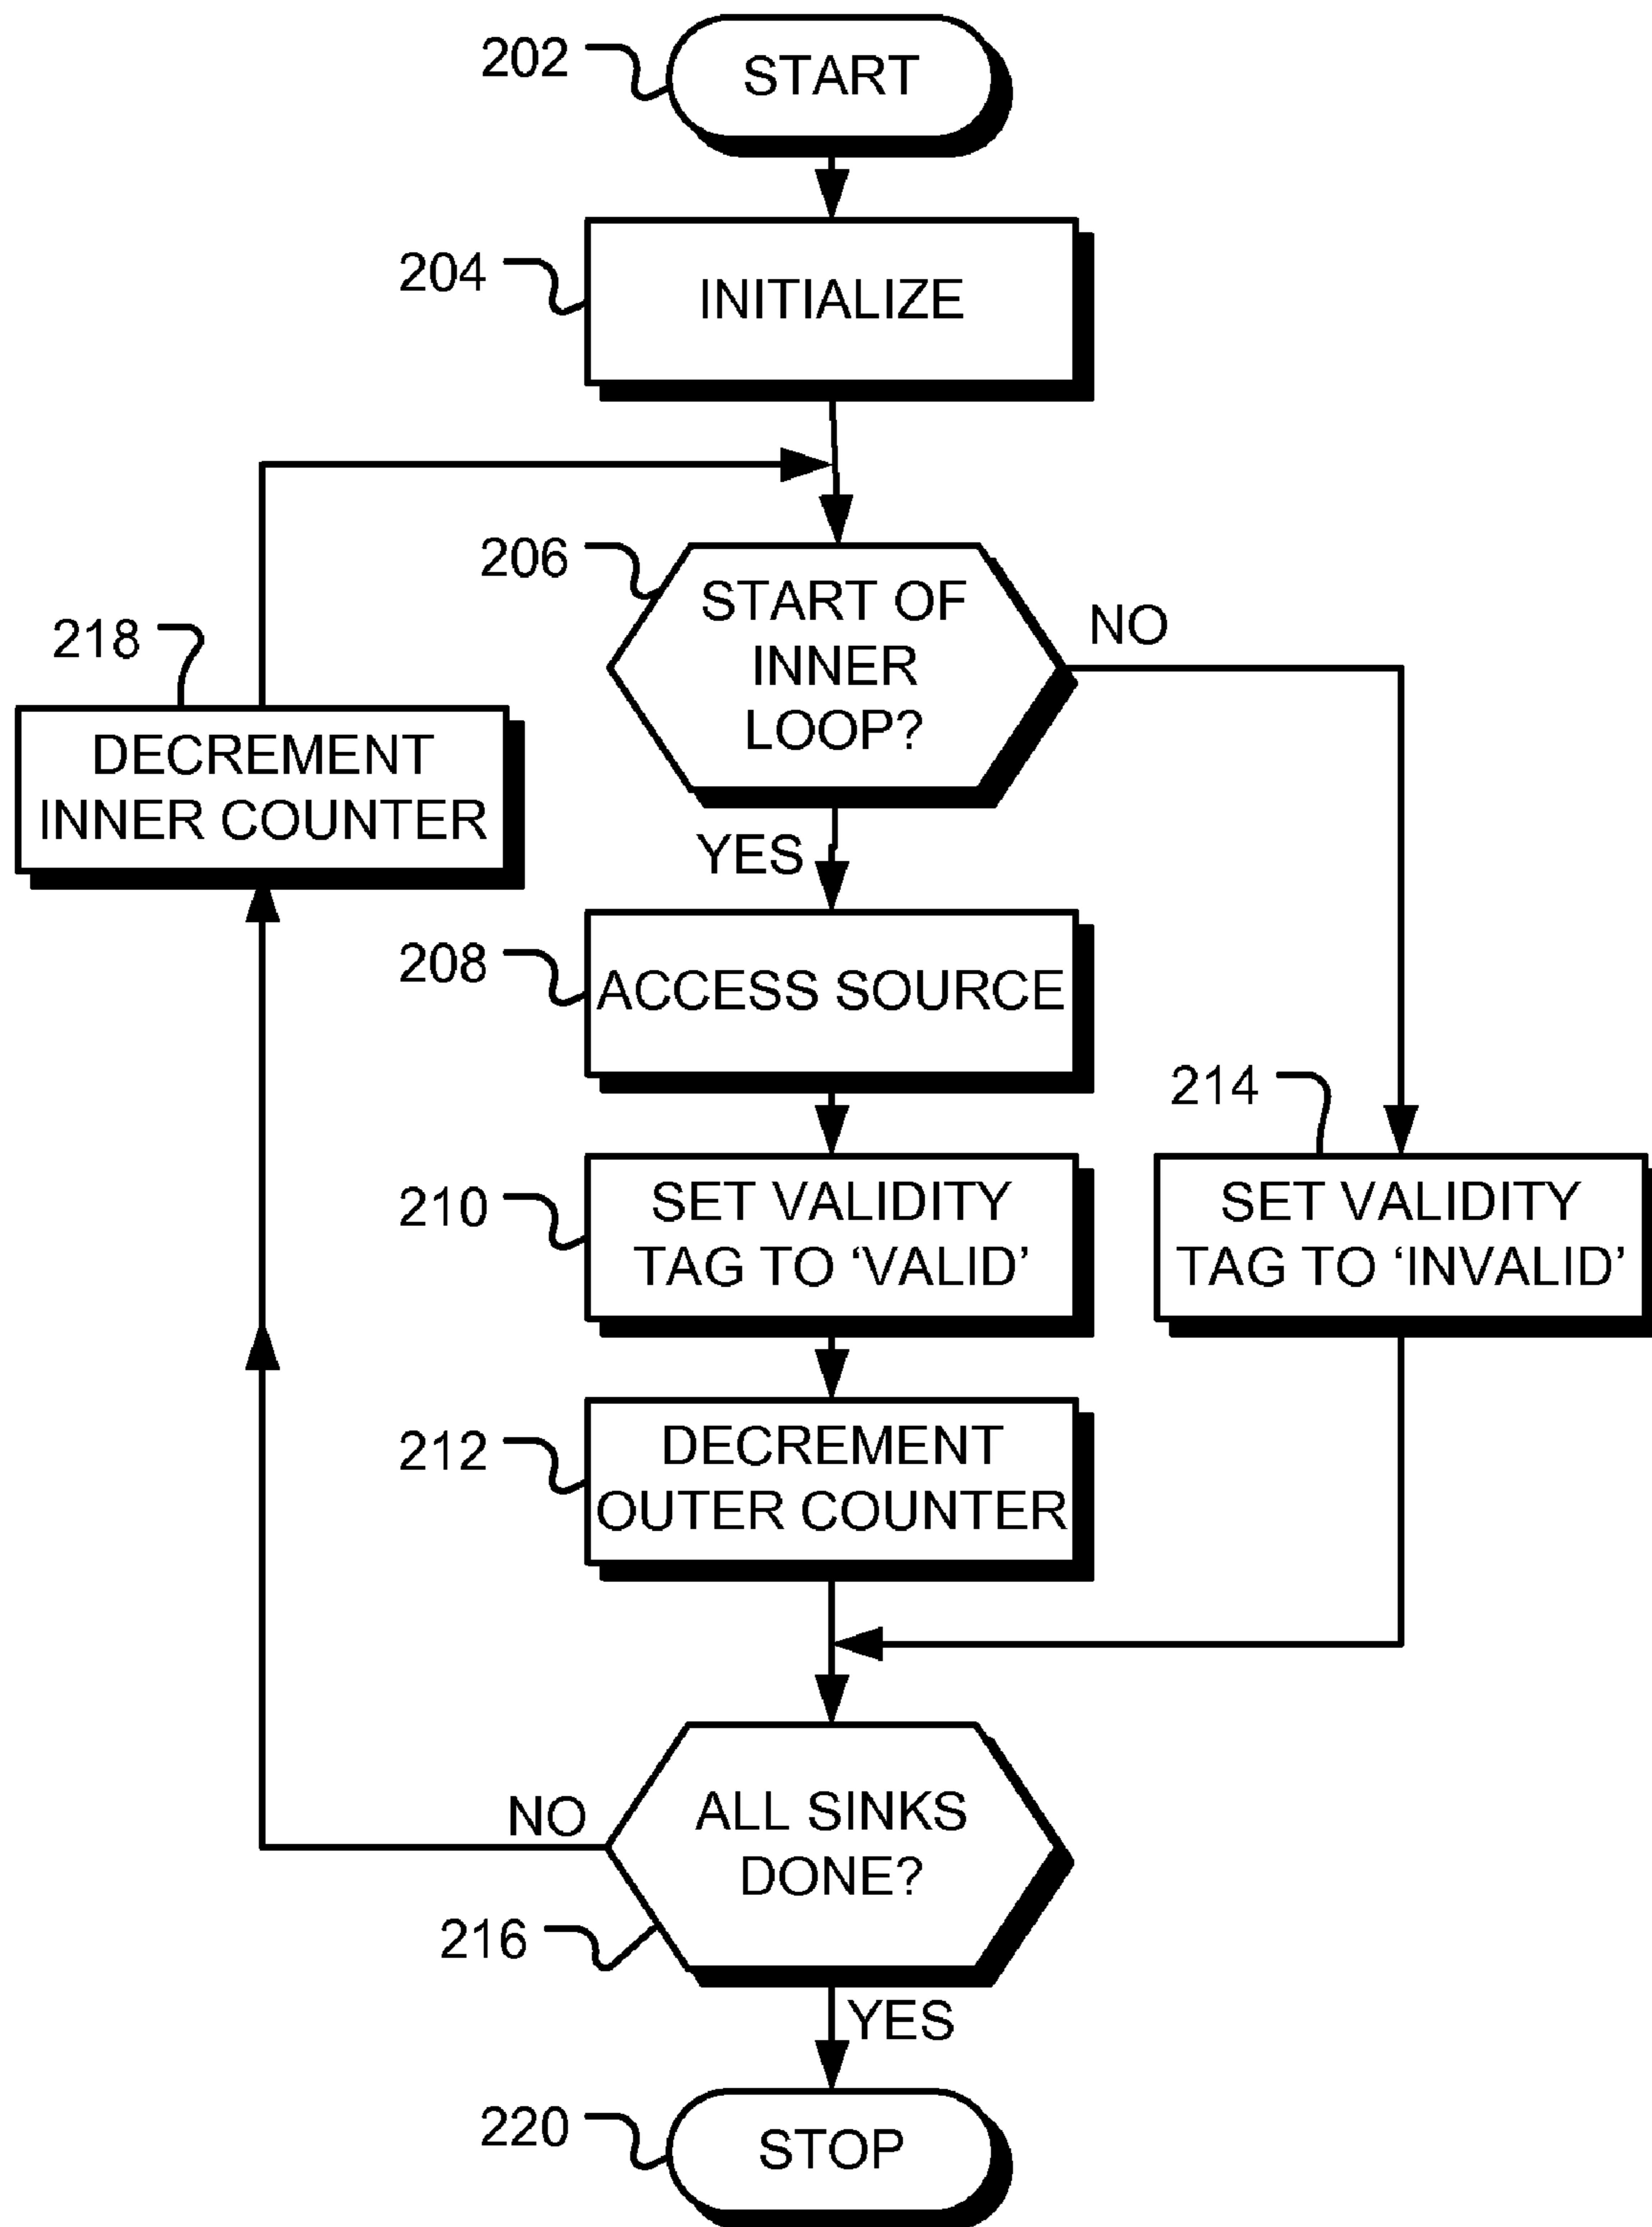 202
START
204
INITIALIZE
206
START OF
INNER
LOOP?
NO
218
DECREMENT
INNER COUNTER
YES
208
ACCESS SOURCE
214
210
SET VALIDITY
TAG TO ‘VALID’
SET VALIDITY
TAG TO ‘INVALID’
212
DECREMENT
OUTER COUNTER
NO
ALL SINKS
DONE?
216
YES
220
STOP